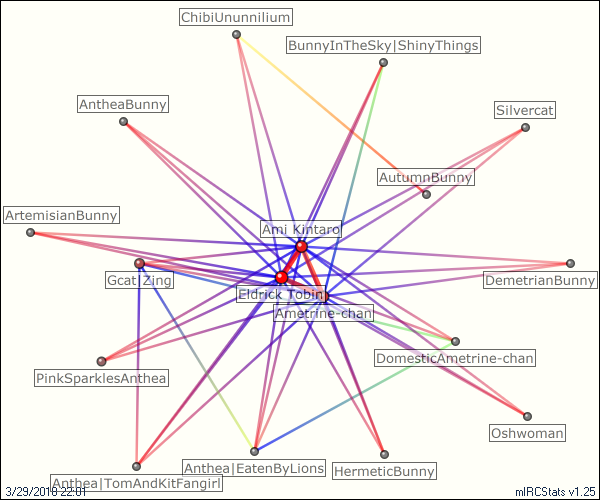 ChibiUnunnilium
BunnyInTheSky|ShinyThings
AntheaBunny
Silvercat
AutumnBunny
ArtemisianBunny
Ami Kintaro
Gcat|Zing
DemetrianBunny
Eldrick Tobin
Ametrine-chan
DomesticAmetrine-chan
PinkSparklesAnthea
Oshwoman
Anthea|EatenByLions
HermeticBunny
Anthea|TomAndKitFangirl
3/29/2010 22:01
mIRCStats v1.25